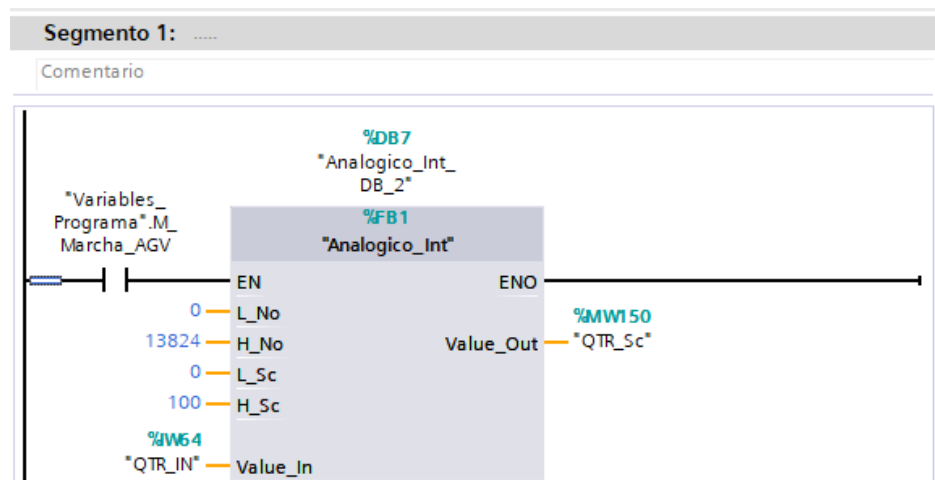 Segmento 1: .....
Comentario
%DB7
"Analogico_Int_
DB_2"
"Variables_
Programa".M_
Marcha_AGV
%FB1
"Analogico_Int"
EN
ENO
0
L_No
%MW150
13824
H_No
Value_Out
"QTR_Sc"
0
L_Sc
100
H_Sc
%IW64
"QTR_IN"
Value_In